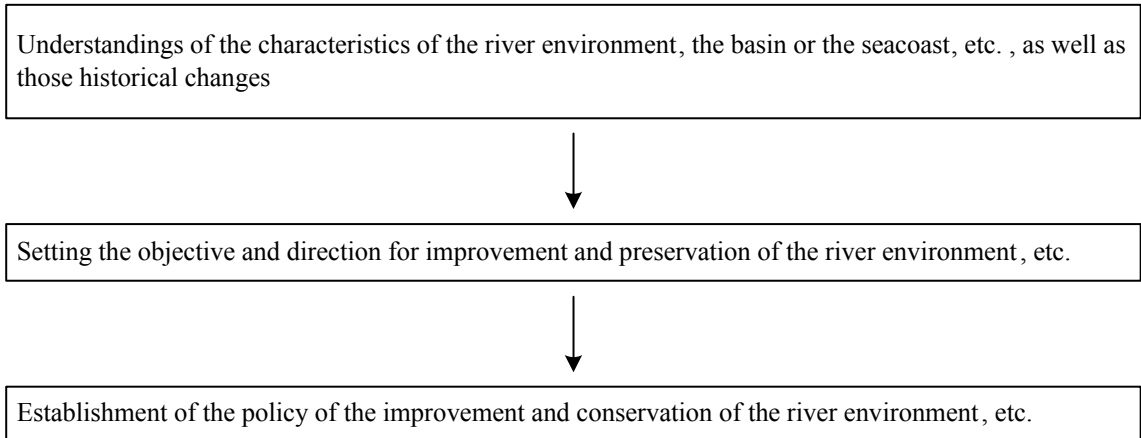 Understandings of the characteristics of the river environment, the basin or the seacoast, etc. , as well as
those historical changes
Setting the objective and direction for improvement and preservation of the river environment, etc.
Establishment of the policy of the improvement and conservation of the river environment, etc.